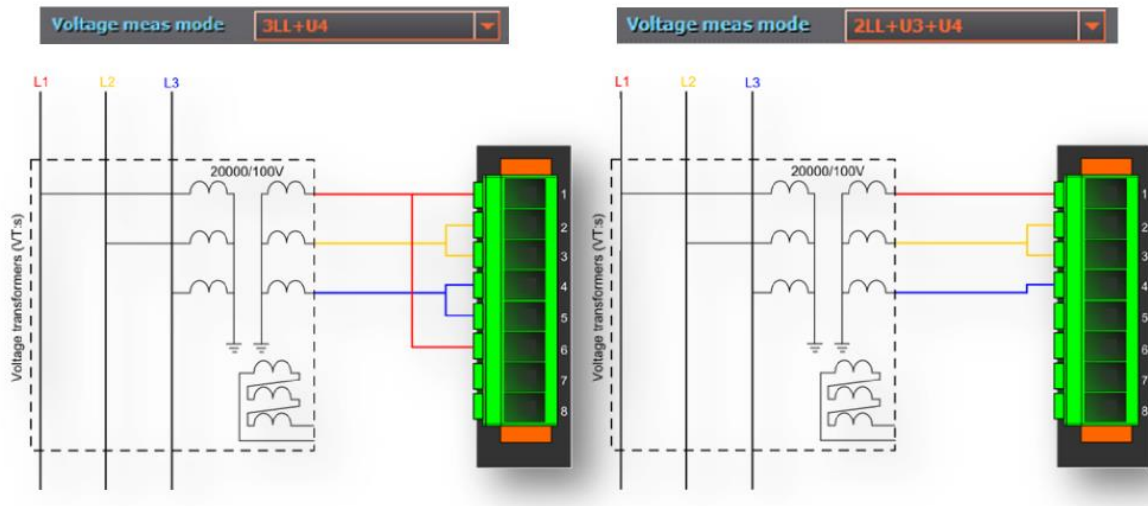 Voltage meas mode 3LL+U4
L1 L2 L3
20000/100V
Voltage transformers (VT:s)
1
2
3
4
5
6
7
8
Voltage meas mode 2LL+U3+U4
L1 L2 L3
20000/100V
Voltage transformers (VT:s)
1
2
3
4
5
6
7
8